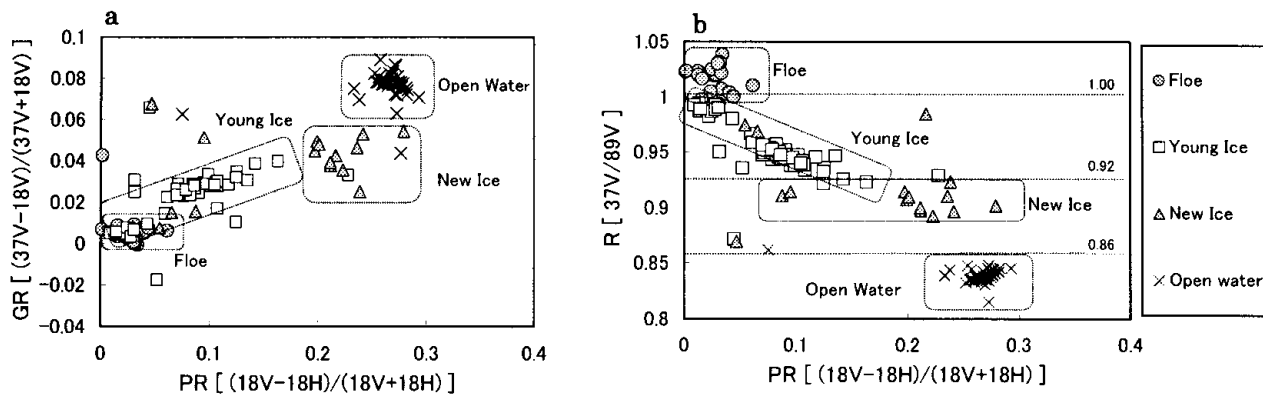 a
GR [ (37V-18V)/(37V+18V) ]
0.1
0.08
0.06
0.04
0.02
0
-0.02
-0.04
Open Water
Young Ice
New Ice
Floe
0
0.1
0.2
0.3
0.4
PR [ (18V-18H)/(18V+18H) ]
b
R [ 37V/89V ]
1.05
1
0.95
0.9
0.85
0.8
Floe
1.00
Young Ice
0.92
New Ice
0.86
Open Water
0
0.1
0.2
0.3
0.4
PR [ (18V-18H)/(18V+18H) ]
Floe
Young Ice
New Ice
Open water